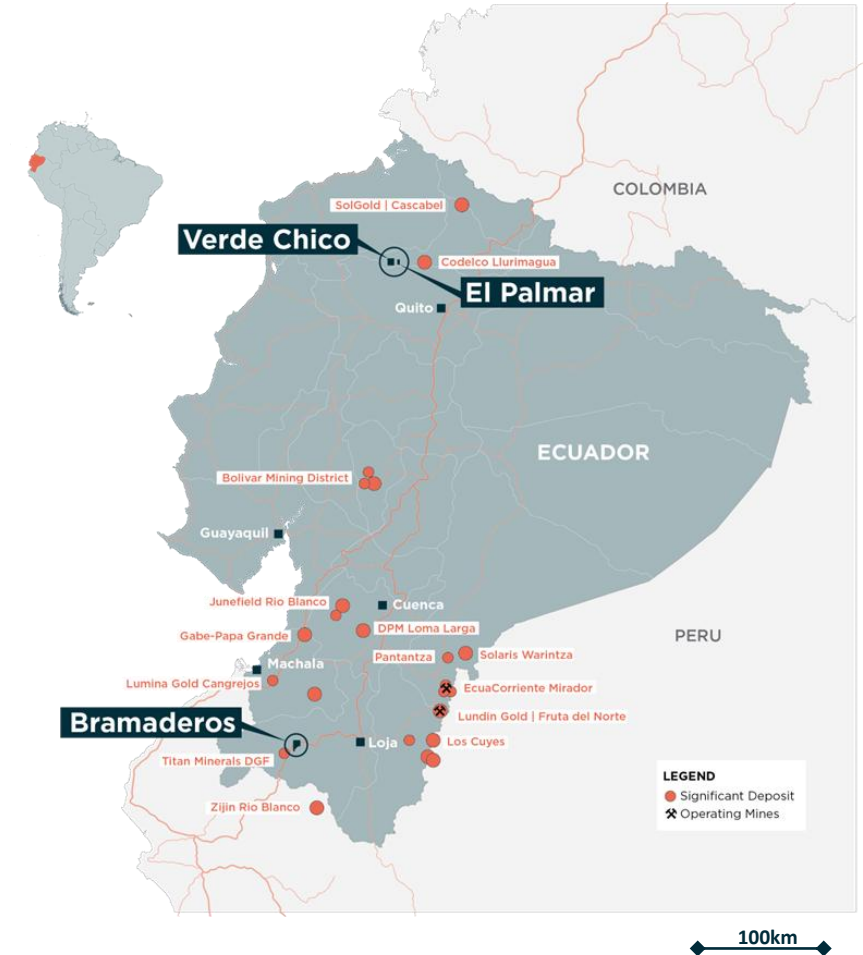 COLOMBIA
SolGold | Cascabel
Verde Chico
Codelco Llurimagua
El Palmar
Quito
ECUADOR
Bolivar Mining District
Guayaquil
Junefield Rio Blanco
Cuenca
DPM Loma Larga
Gabe-Papa Grande
PERU
Pantantza
Solaris Warintza
Machala
Lumina Gold Cangrejos
EcuaCorriente Mirador
Lundin Gold | Fruta del Norte
Bramaderos
Loja
Los Cuyes
Titan Minerals DGF
LEGEND
Significant Deposit
Operating Mines
Zijin Rio Blanco
100km